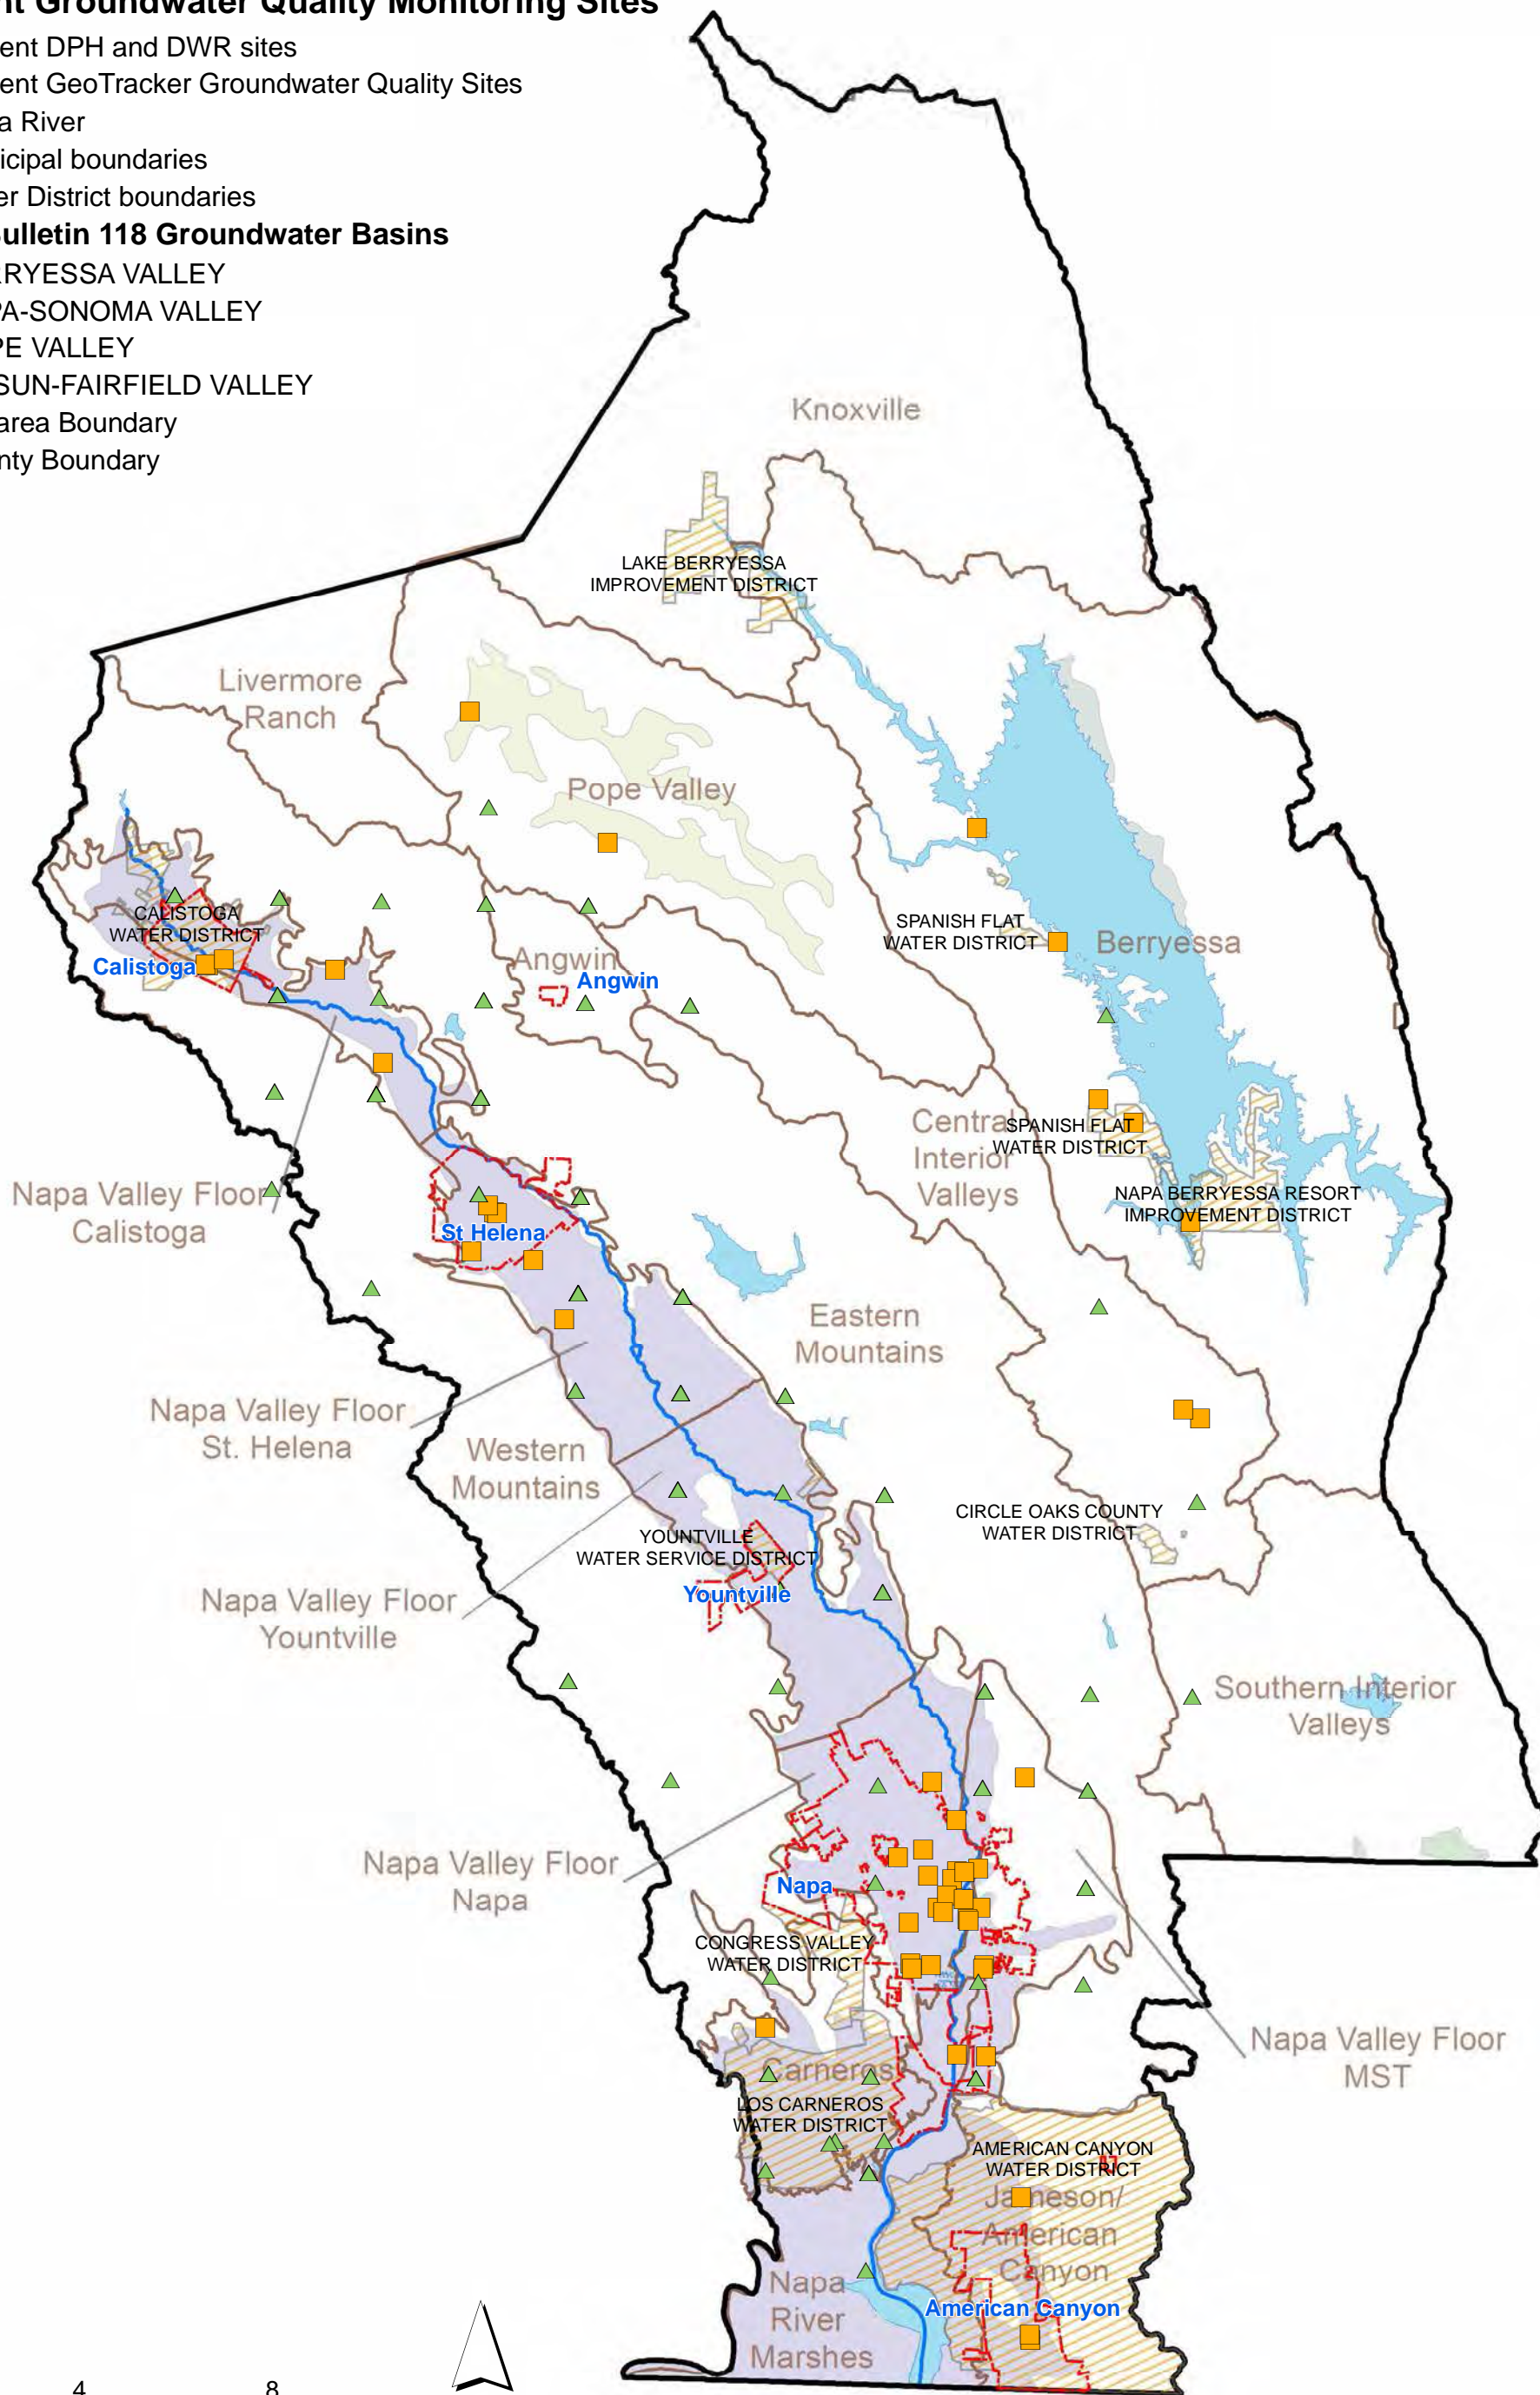 nt Groundwater Quality Monitoring Sites
ent DPH and DWR sites
ent GeoTracker Groundwater Quality Sites
a River
icipal boundaries
er District boundaries
Bulletin 118 Groundwater Basins
RRYESSA VALLEY
PA-SONOMA VALLEY
PE VALLEY
SUN-FAIRFIELD VALLEY
area Boundary
nty Boundary
Knoxville
LAKE BERRYESSA
IMPROVEMENT DISTRICT
Livermore
Ranch
Pope Valley
CALISTOGA
WATER DISTRICT
Calistoga
Angwin
Angwin
SPANISH FLAT
WATER DISTRICT
Berryessa
Central
Interior
Valleys
SPANISH FLAT
WATER DISTRICT
NAPA BERRYESSA RESORT
IMPROVEMENT DISTRICT
Napa Valley Floor
Calistoga
St Helena
Eastern
Mountains
Napa Valley Floor
St. Helena
Western
Mountains
CIRCLE OAKS COUNTY
WATER DISTRICT
YOUNTVILLE
WATER SERVICE DISTRICT
Yountville
Napa Valley Floor
Yountville
Southern Interior
Valleys
Napa Valley Floor
Napa
Napa
CONGRESS VALLEY
WATER DISTRICT
Napa Valley Floor
MST
Carneros
LOS CARNEROS
WATER DISTRICT
AMERICAN CANYON
WATER DISTRICT
Jameson/
American
Canyon
American Canyon
Napa
River
Marshes
4
8